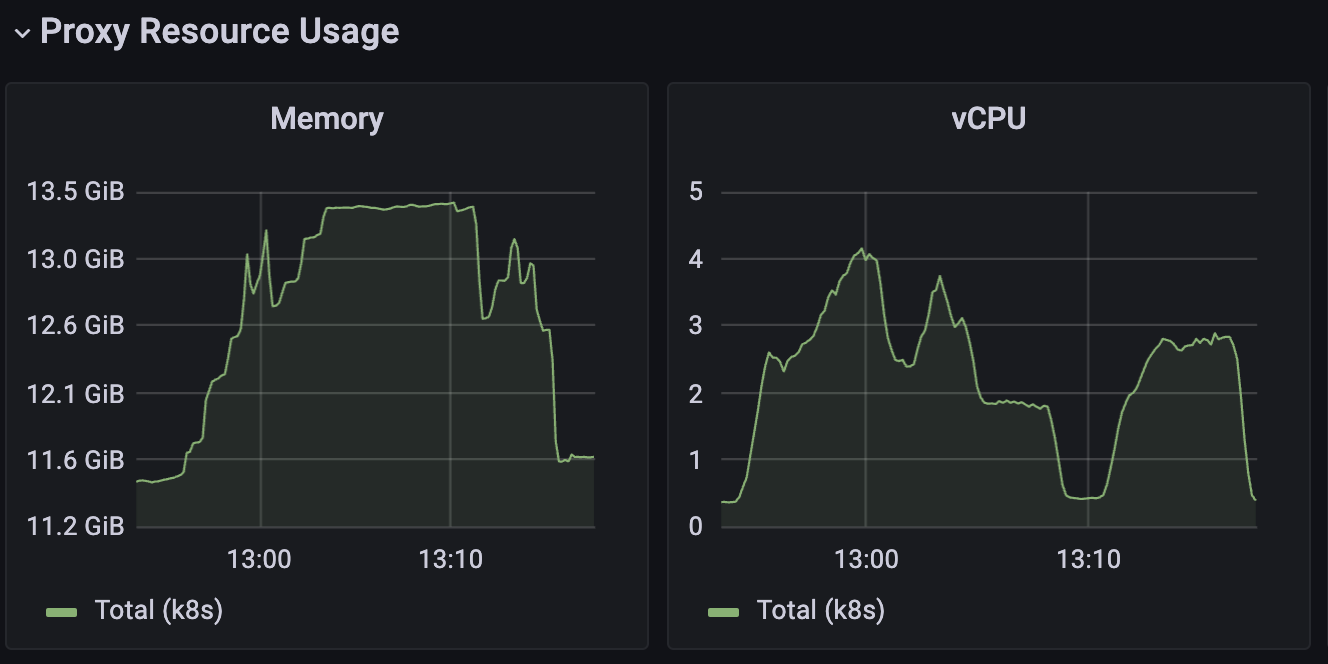 Proxy Resource Usage
Memory
13.5 GiB
13.0 GiB
12.6 GiB
12.1 GiB
11.6 GiB
11.2 GiB
13:00 13:10
Total (k8s)
vCPU
5
4
3
2
1
0
13:00 13:10
Total (k8s)